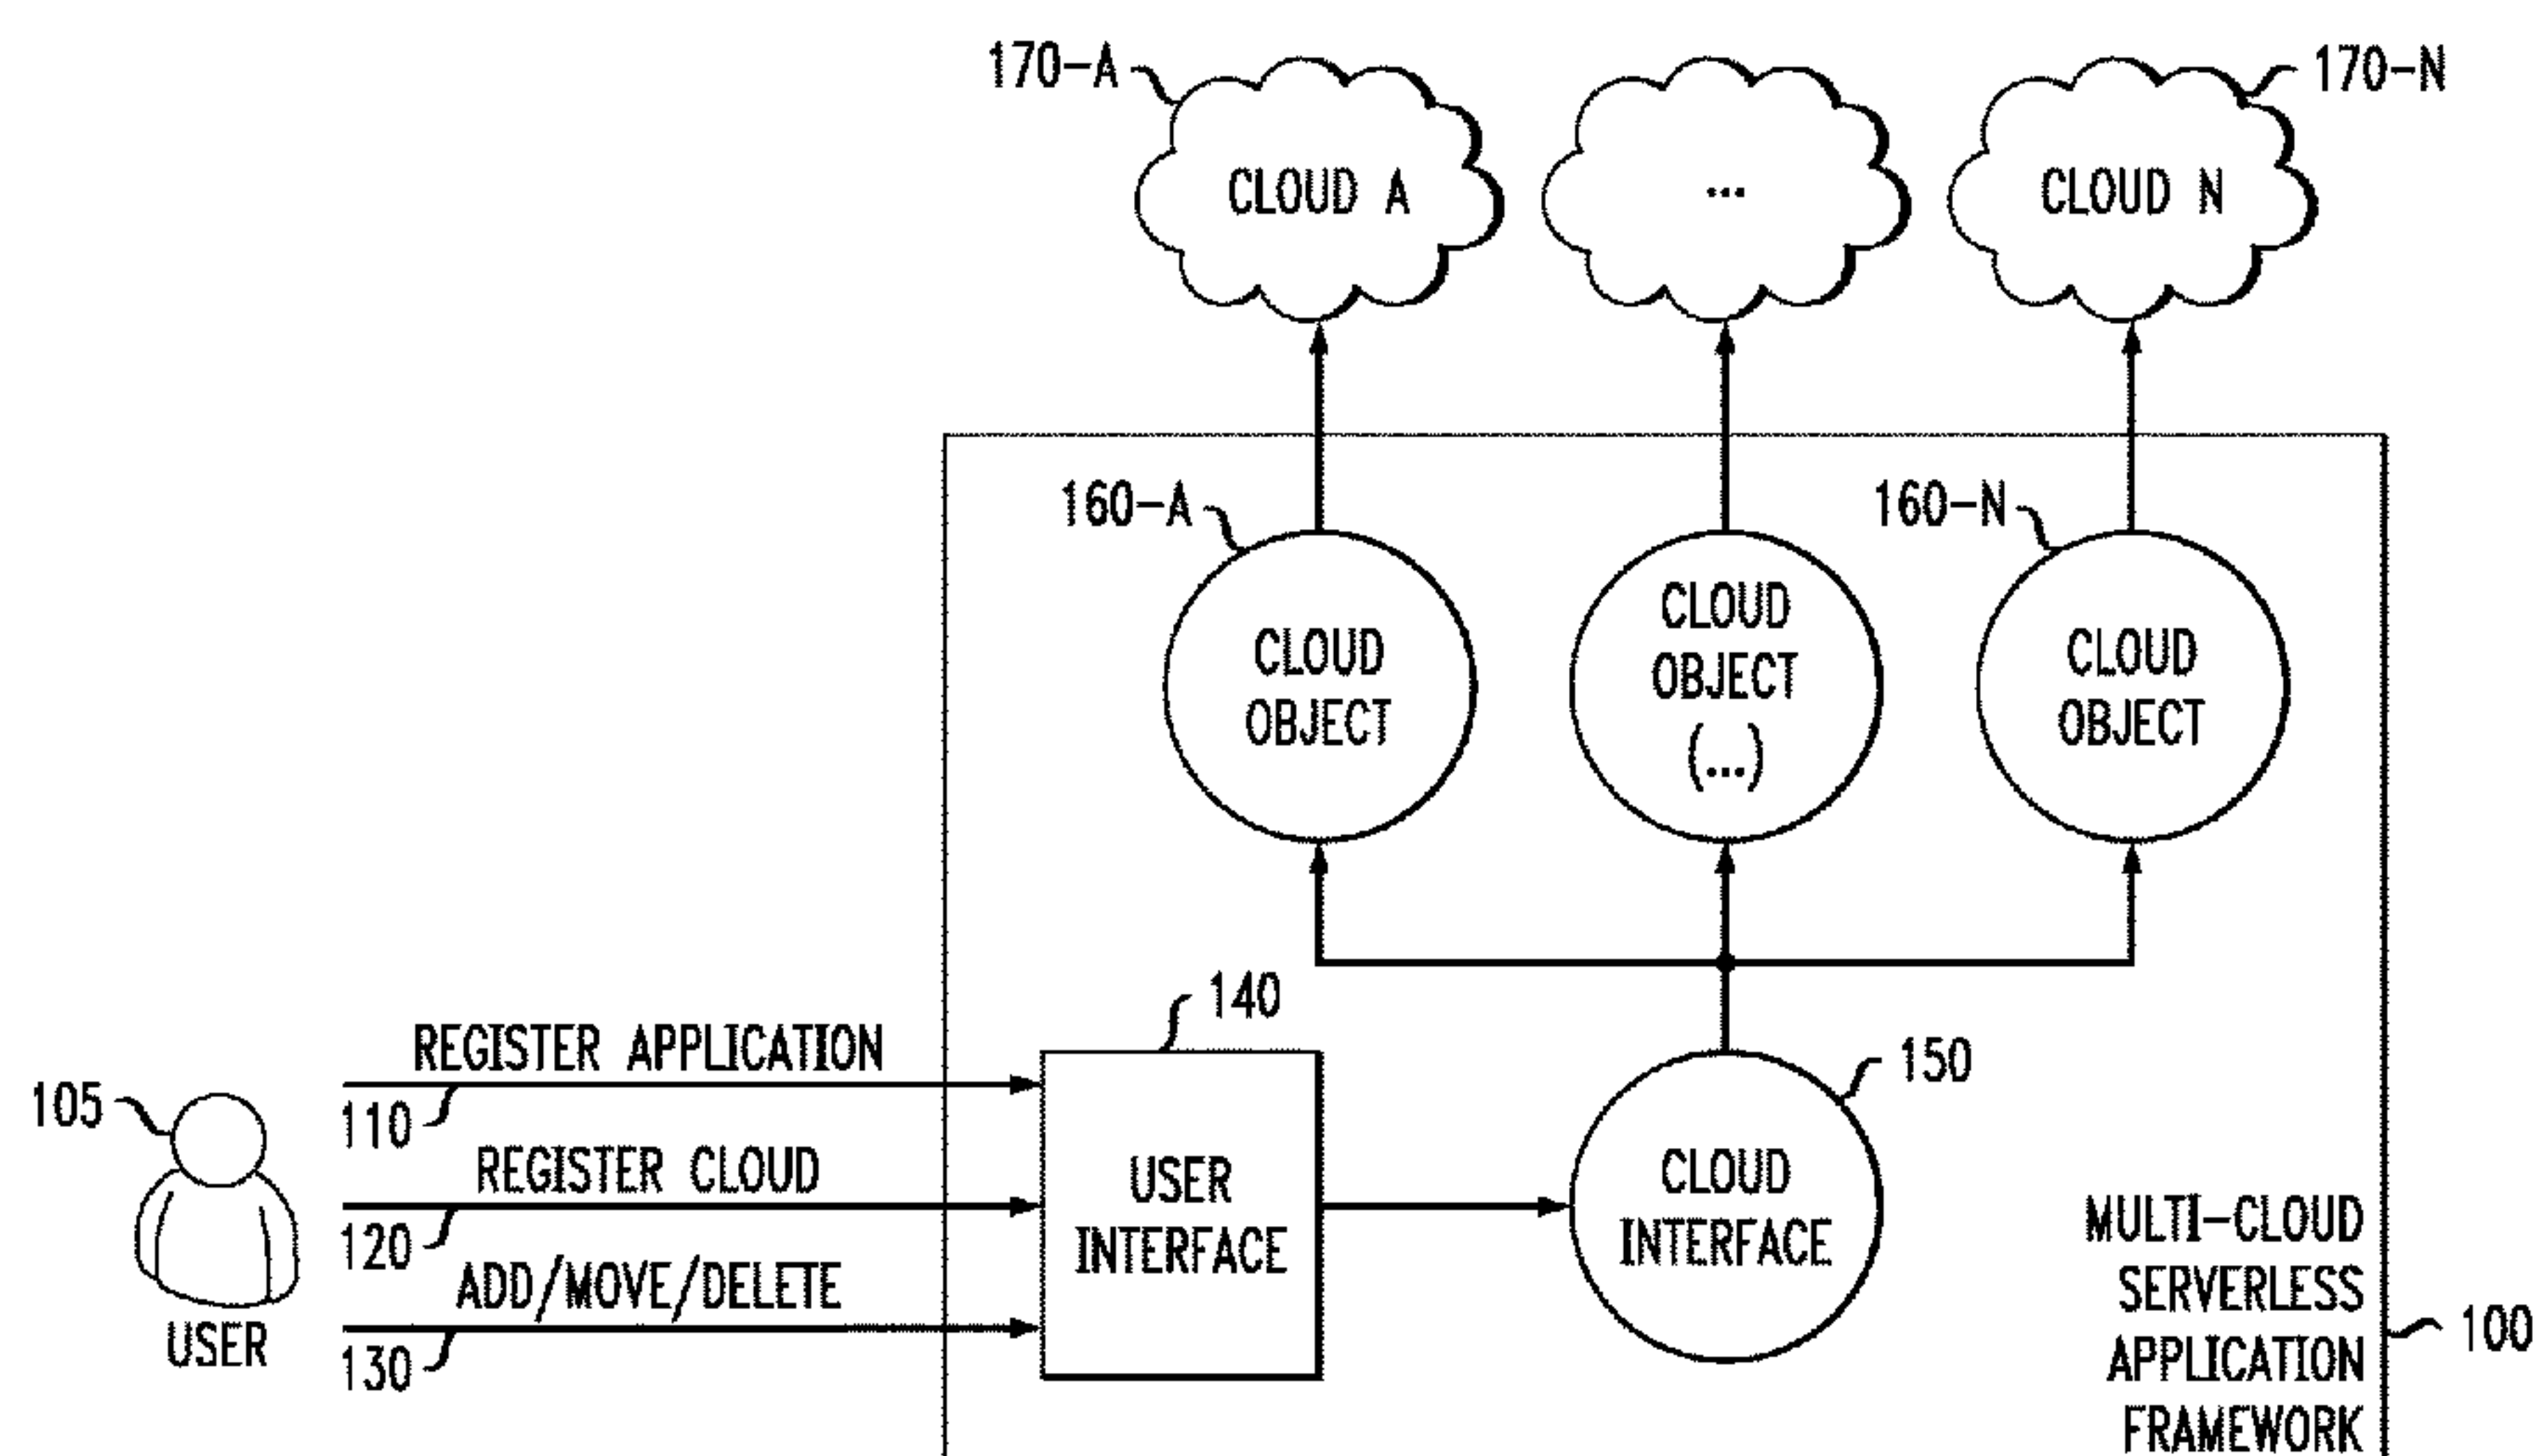 170-A
170-N
CLOUD A
...
CLOUD N
160-A
160-N
CLOUD
OBJECT
CLOUD
OBJECT
(...)
CLOUD
OBJECT
140
REGISTER APPLICATION
150
105
110
REGISTER CLOUD
USER
INTERFACE
CLOUD
INTERFACE
120
ADD/MOVE/DELETE
USER
130
MULTI-CLOUD
SERVERLESS
APPLICATION
FRAMEWORK
100